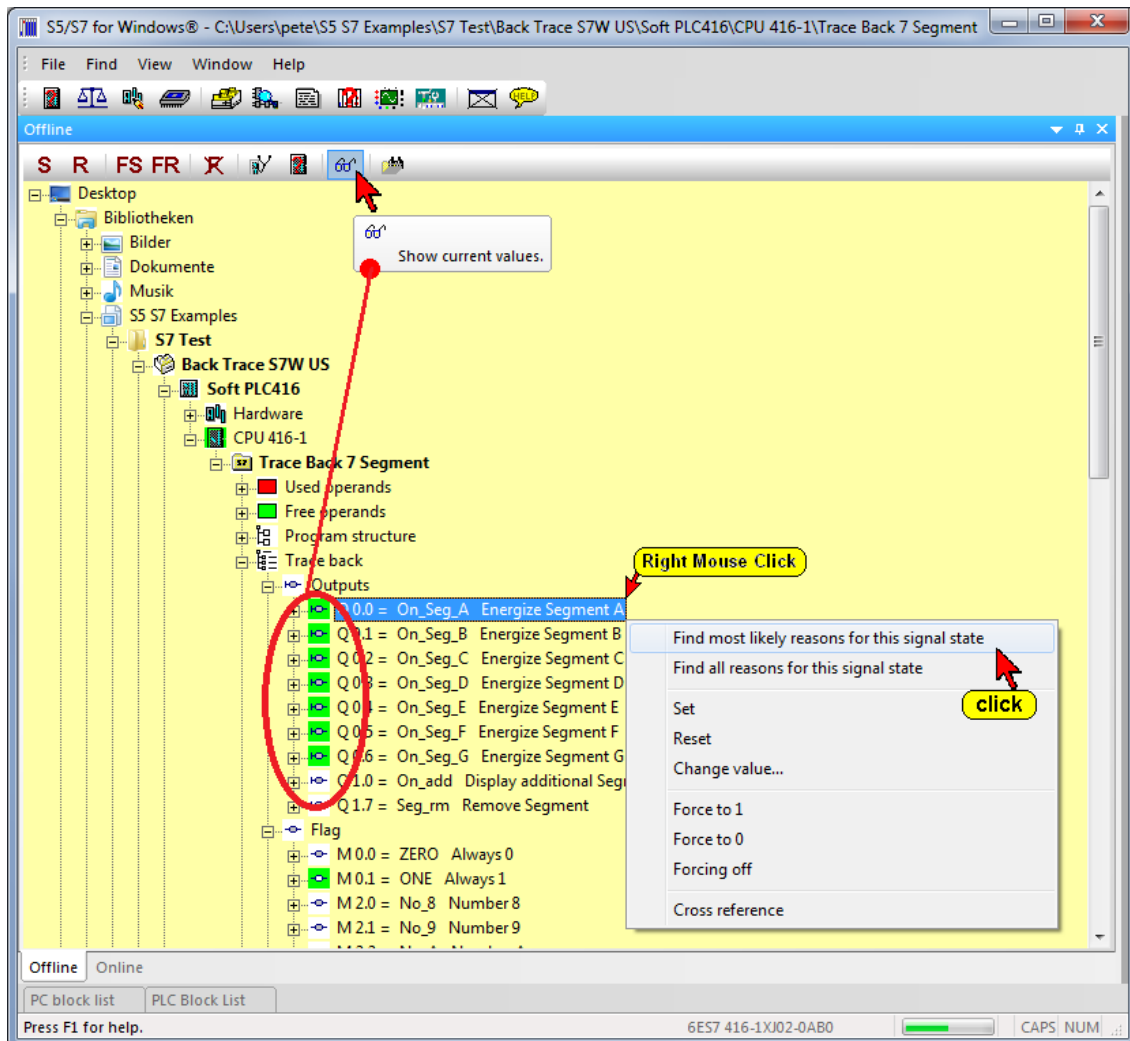 S5/S7 for Windows® - C:\Users\pete\S5 S7 Examples\S7 Test\Back Trace S7W US\Soft PLC416\CPU 416-1\Trace Back 7 Segment
File Find View Window Help
HELP
Offline
S R FS FR R
Desktop
Bibliotheken
Show current values.
Bilder
Dokumente
Musik
S5 S7 Examples
S7 Test
Back Trace S7W US
Soft PLC416
Hardware
CPU 416-1
Trace Back 7 Segment
Used operands
Free operands
Program structure
Trace back
Right Mouse Click
Outputs
Q 0.0 = On_Seg_A Energize Segment A
Q 0.1 = On_Seg_B Energize Segment B
Q 0.2 = On_Seg_C Energize Segment C
Q 0.3 = On_Seg_D Energize Segment D
Q 0.4 = On_Seg_E Energize Segment E
Q 0.5 = On_Seg_F Energize Segment F
Q 0.6 = On_Seg_G Energize Segment G
Q 1.0 = On_add Display additional Seg
Q 1.7 = Seg_rm Remove Segment
Flag
M 0.0 = ZERO Always 0
M 0.1 = ONE Always 1
M 2.0 = No_8 Number 8
M 2.1 = No_9 Number 9
Find most likely reasons for this signal state
Find all reasons for this signal state
click
Set
Reset
Change value...
Force to 1
Force to 0
Forcing off
Cross reference
Offline Online
PC block list PLC Block List
Press F1 for help. 6ES7 416-1XJ02-0AB0 CAPS NUM